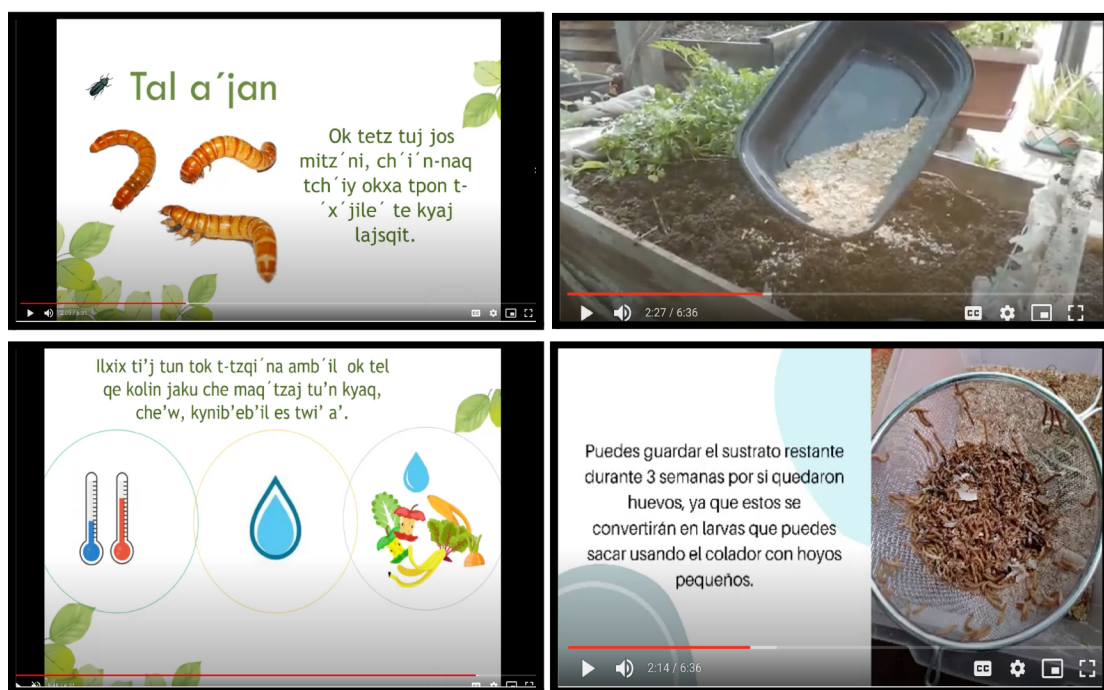 Tal a´jan
Ok tetz tuj jos
mitz´ni, ch´i´n-naq
tch´iy okxa tpon t-
´x´jile´ te kyaj
lajsqit.
2:27 / 6:36
CC
Ilxix ti’j tun tok t-tzqi´na amb´il ok tel
qe kolin jaku che maq´tzaj tu’n kyaq,
che’w, kynib’eb’il es twi’ a’.
Puedes guardar el sustrato restante
durante 3 semanas por si quedaron
huevos, ya que estos se
convertirán en larvas que puedes
sacar usando el colador con hoyos
pequeños.
2:14 / 6:36
CC